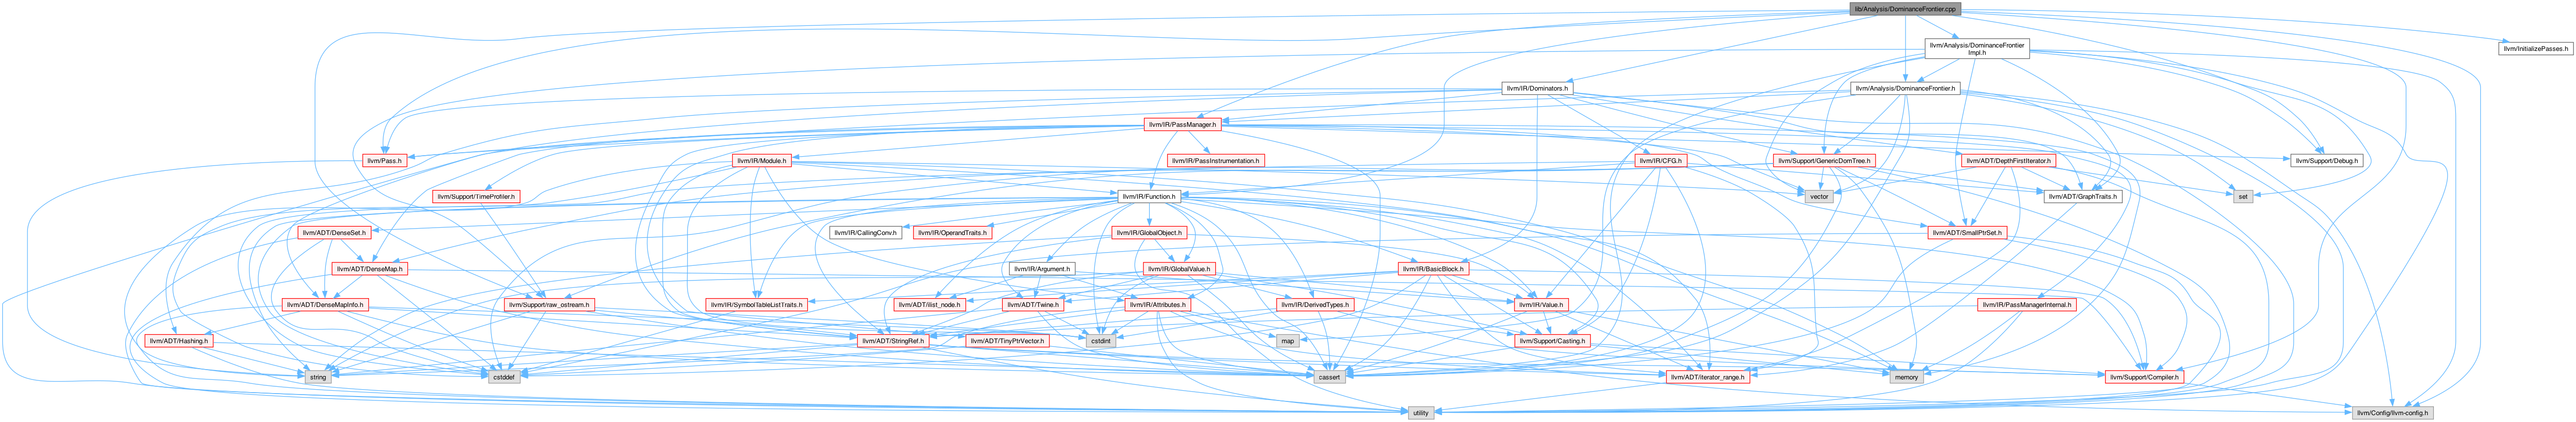 lib/Analysis/DominanceFrontier.cpp
llvm/Analysis/DominanceFrontier
Impl.h
llvm/InitializePasses.h
llvm/IR/Dominators.h
llvm/Analysis/DominanceFrontier.h
llvm/IR/PassManager.h
llvm/Pass.h
llvm/IR/Module.h
llvm/IR/PassInstrumentation.h
llvm/IR/CFG.h
llvm/Support/GenericDomTree.h
llvm/ADT/DepthFirstIterator.h
llvm/Support/Debug.h
llvm/Support/TimeProfiler.h
llvm/IR/Function.h
vector
llvm/ADT/GraphTraits.h
set
llvm/ADT/DenseSet.h
llvm/IR/CallingConv.h
llvm/IR/OperandTraits.h
llvm/IR/GlobalObject.h
llvm/ADT/SmallPtrSet.h
llvm/ADT/DenseMap.h
llvm/IR/Argument.h
llvm/IR/GlobalValue.h
llvm/IR/BasicBlock.h
llvm/ADT/DenseMapInfo.h
llvm/Support/raw_ostream.h
llvm/IR/SymbolTableListTraits.h
llvm/ADT/ilist_node.h
llvm/ADT/Twine.h
llvm/IR/Attributes.h
llvm/IR/DerivedTypes.h
llvm/IR/Value.h
llvm/IR/PassManagerInternal.h
llvm/ADT/Hashing.h
llvm/ADT/StringRef.h
llvm/ADT/TinyPtrVector.h
cstdint
map
llvm/Support/Casting.h
string
cstddef
cassert
llvm/ADT/iterator_range.h
memory
llvm/Support/Compiler.h
utility
llvm/Config/llvm-config.h